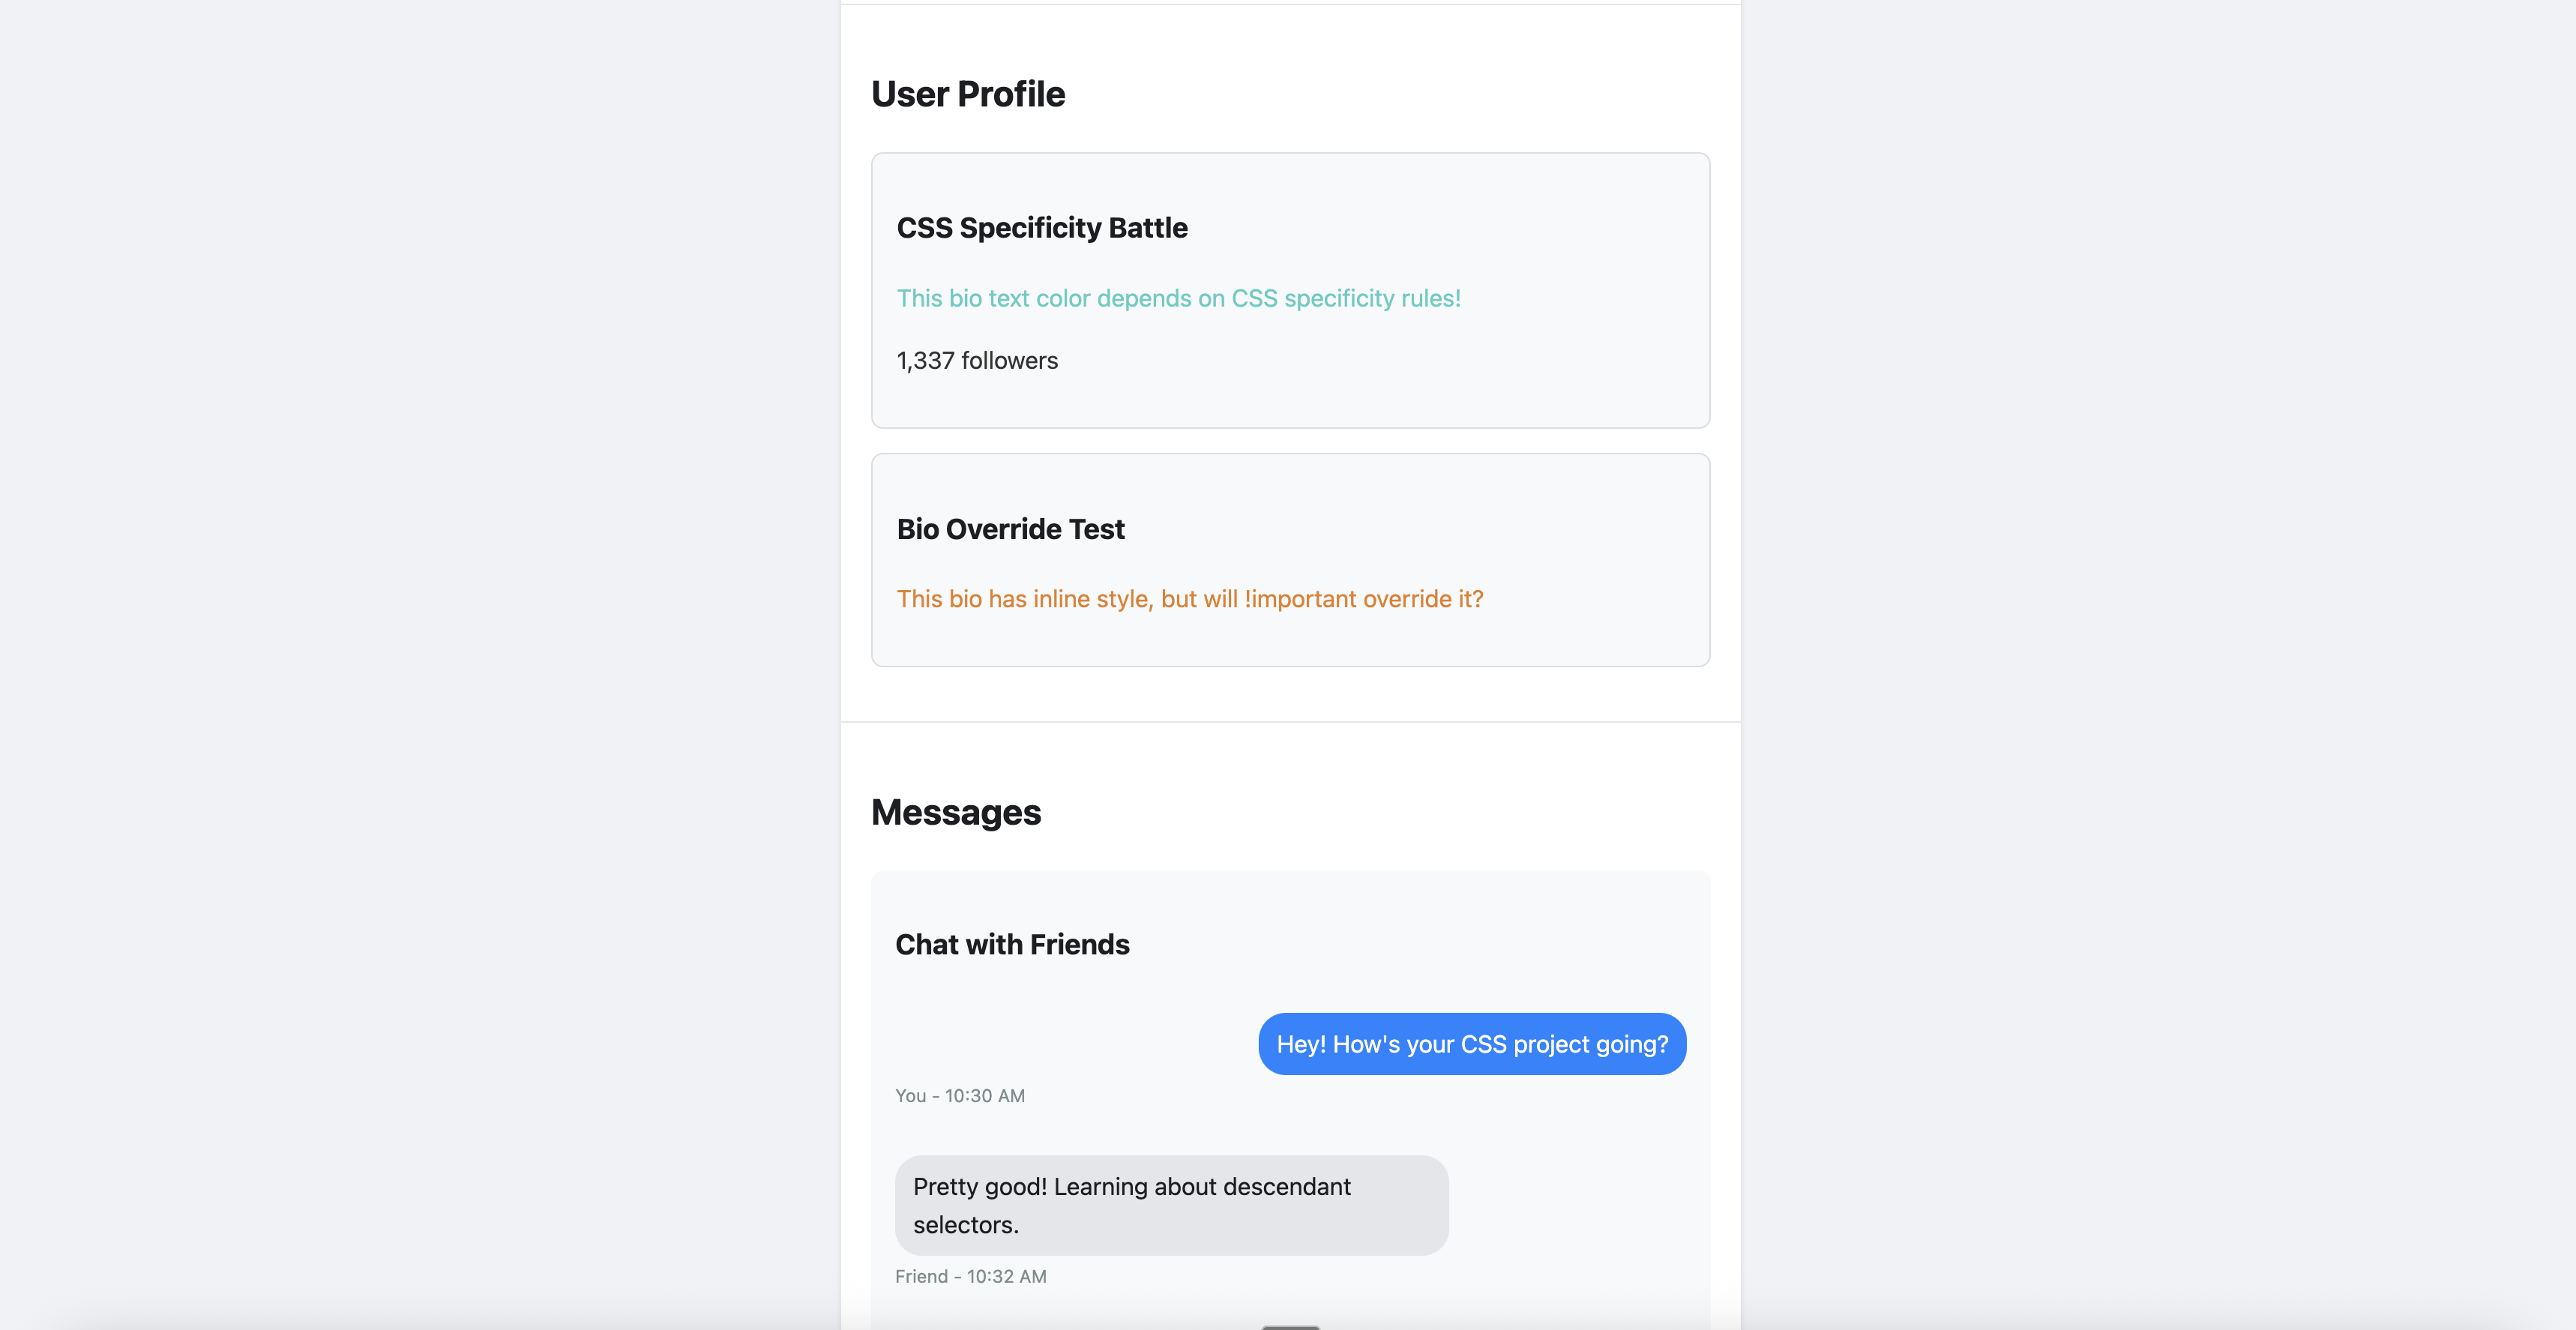 User Profile
CSS Specificity Battle
This bio text color depends on CSS specificity rules!
1,337 followers
Bio Override Test
This bio has inline style, but will !important override it?
Messages
Chat with Friends
Hey! How's your CSS project going?
You - 10:30 AM
Pretty good! Learning about descendant
selectors.
Friend - 10:32 AM